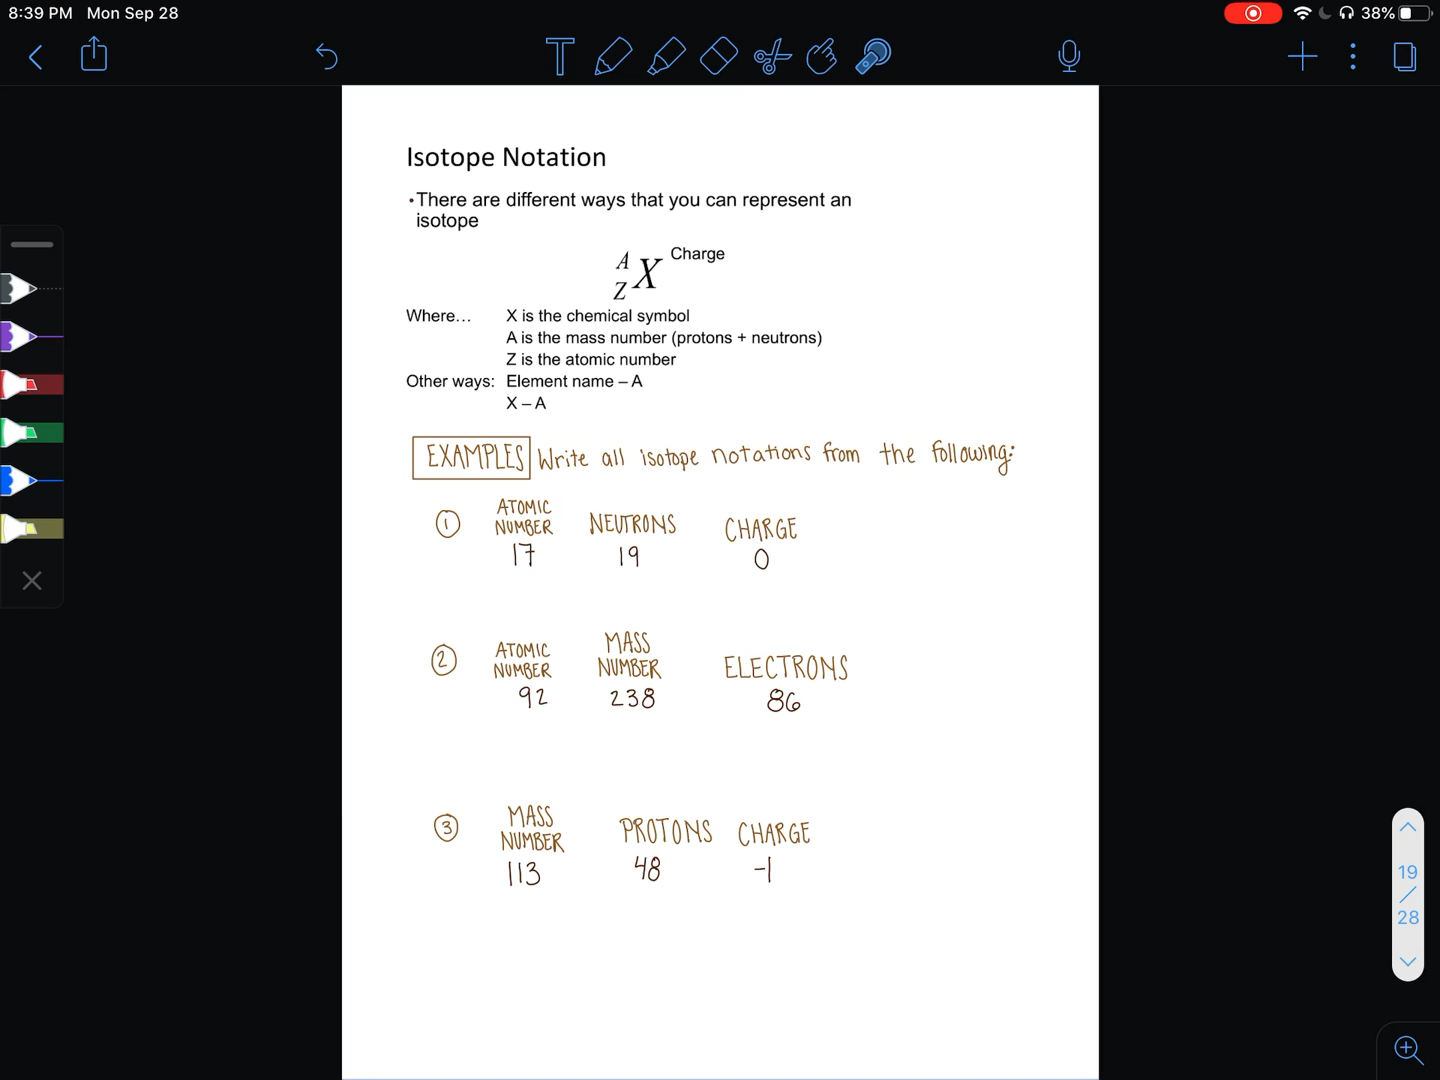 8:39 PM Mon Sep 28
38%
Isotope Notation
•There are different ways that you can represent an
isotope
A
Z X Charge
Where… X is the chemical symbol
A is the mass number (protons + neutrons)
Z is the atomic number
Other ways: Element name – A
X – A
EXAMPLES Write all isotope notations from the following:
① ATOMIC NUMBER NEUTRONS CHARGE
17 19 0
② ATOMIC NUMBER MASS NUMBER ELECTRONS
92 238 86
③ MASS NUMBER PROTONS CHARGE
113 48 -1
19
/
28